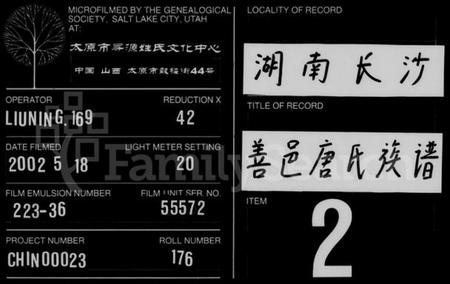 MICROFILMED BY THE GENEALOGICAL
SOCIETY, SALT LAKE CITY, UTAH
AT:
太原市寻源姓氏文化中心
中国 山西 太原市鼓楼街44号
OPERATOR
LIUNING, 169
REDUCTION X
42
DATE FILMED
2002 5 18
LIGHT METER SETTING
20
FILM EMULSION NUMBER
223-36
FILM UNIT SER. NO.
55572
PROJECT NUMBER
CHIN00023
ROLL NUMBER
176
LOCALITY OF RECORD
湖南长沙
TITLE OF RECORD
善邑唐氏族谱
ITEM
2
FamilySearch